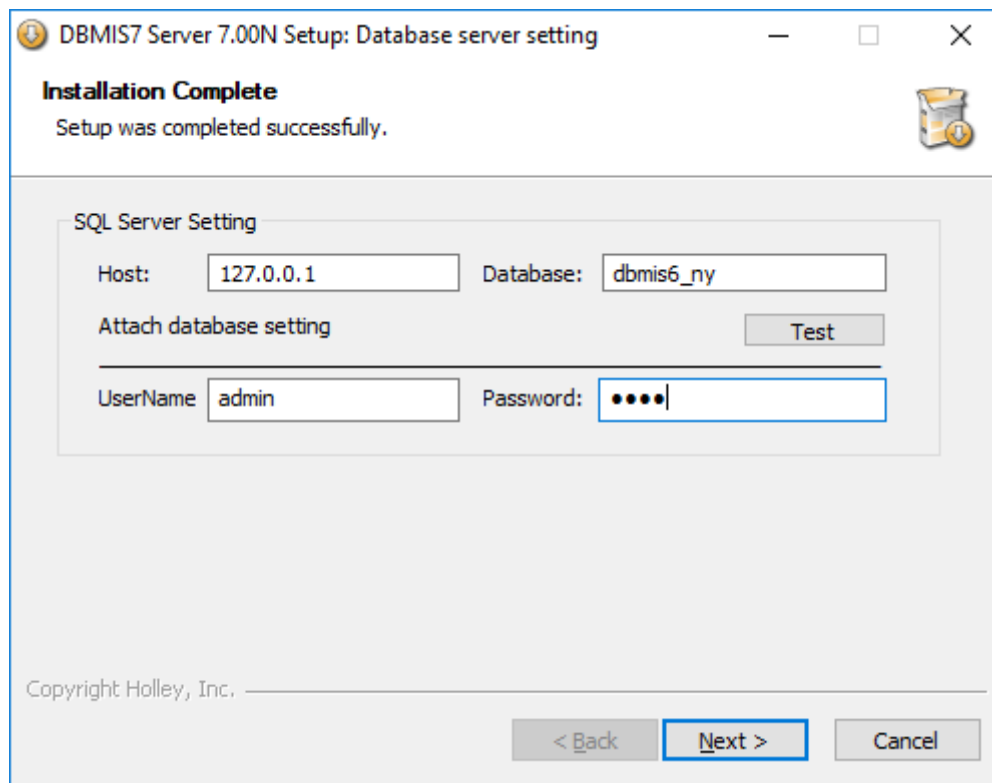 DBMIS7 Server 7.00N Setup: Database server setting
Installation Complete
Setup was completed successfully.
SQL Server Setting
Host: 127.0.0.1 Database: dbmis6_ny
Attach database setting Test
UserName admin Password: ●●●●
Copyright Holley, Inc.
< Back Next > Cancel